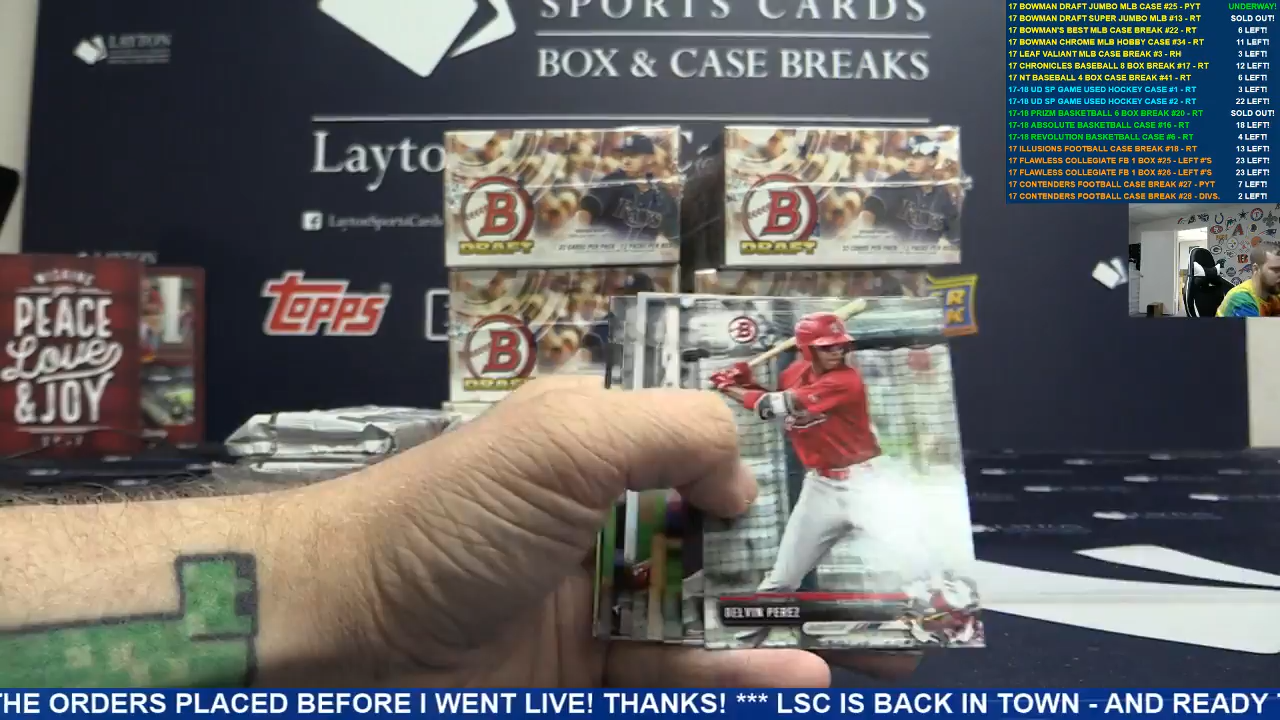 SPORTS CARDS
BOX & CASE BREAKS
LAYTON
Layto
LaytonSportsCards
TOPPS
B
DRAFT
B
DRAFT
B
DRAFT
WISHING
PEACE
Love
& JOY
DELVIN PEREZ
17 BOWMAN DRAFT JUMBO MLB CASE #25 - PYT UNDERWAY!
17 BOWMAN DRAFT SUPER JUMBO MLB #13 - RT SOLD OUT!
17 BOWMAN'S BEST MLB CASE BREAK #22 - RT 6 LEFT!
17 BOWMAN CHROME MLB HOBBY CASE #34 - RT 11 LEFT!
17 LEAF VALIANT MLB CASE BREAK #3 - RH 3 LEFT!
17 CHRONICLES BASEBALL 8 BOX BREAK #17 - RT 12 LEFT!
17 NT BASEBALL 4 BOX CASE BREAK #41 - RT 6 LEFT!
17-18 UD SP GAME USED HOCKEY CASE #1 - RT 3 LEFT!
17-18 UD SP GAME USED HOCKEY CASE #2 - RT 22 LEFT!
17-18 PRIZM BASKETBALL 6 BOX BREAK #20 - RT SOLD OUT!
17-18 ABSOLUTE BASKETBALL CASE #16 - RT 18 LEFT!
17-18 REVOLUTION BASKETBALL CASE #6 - RT 4 LEFT!
17 ILLUSIONS FOOTBALL CASE BREAK #18 - RT 13 LEFT!
17 FLAWLESS COLLEGIATE FB 1 BOX #25 - LEFT #'S 23 LEFT!
17 FLAWLESS COLLEGIATE FB 1 BOX #26 - LEFT #'S 23 LEFT!
17 CONTENDERS FOOTBALL CASE BREAK #27 - PYT 7 LEFT!
17 CONTENDERS FOOTBALL CASE BREAK #28 - DIVS. 2 LEFT!
THE ORDERS PLACED BEFORE I WENT LIVE! THANKS! *** LSC IS BACK IN TOWN - AND READY